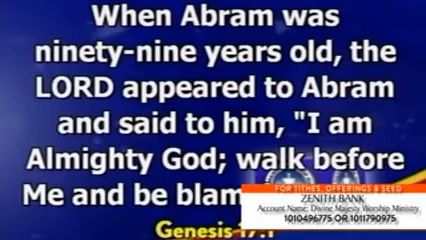 When Abram was
ninety-nine years old, the
LORD appeared to Abram
and said to him, "I am
Almighty God; walk before
Me and be
FOR TITHES, OFFERINGS & SEED
ZENITH BANK
Account Name: Divine Majesty Worship Ministry
1010496775 OR 1011790975
Genesis 17:1